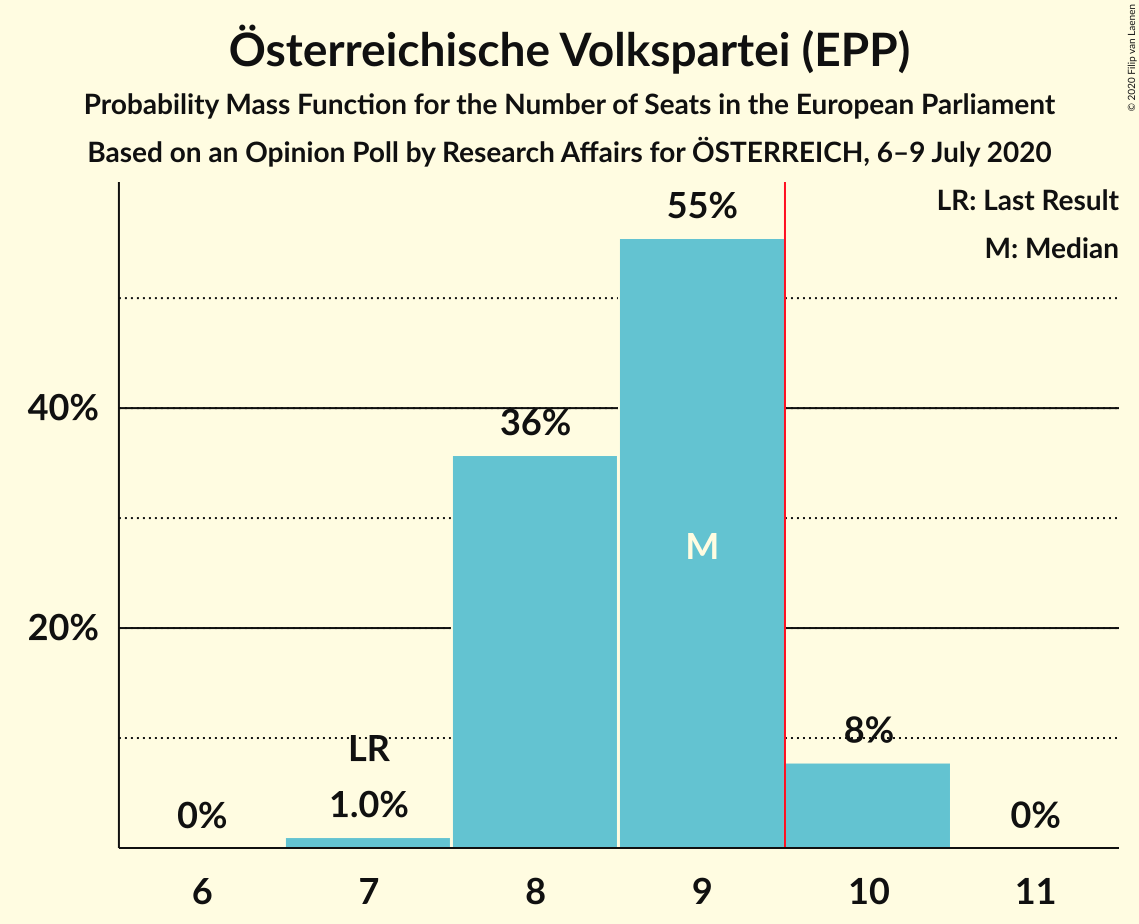 Österreichische Volkspartei (EPP)
Probability Mass Function for the Number of Seats in the European Parliament
Based on an Opinion Poll by Research Affairs for ÖSTERREICH, 6–9 July 2020
© 2020 Filip van Laenen
LR: Last Result
M: Median
55%
40%
36%
M
20%
8%
LR
1.0%
0%
0%
6 7 8 9 10 11